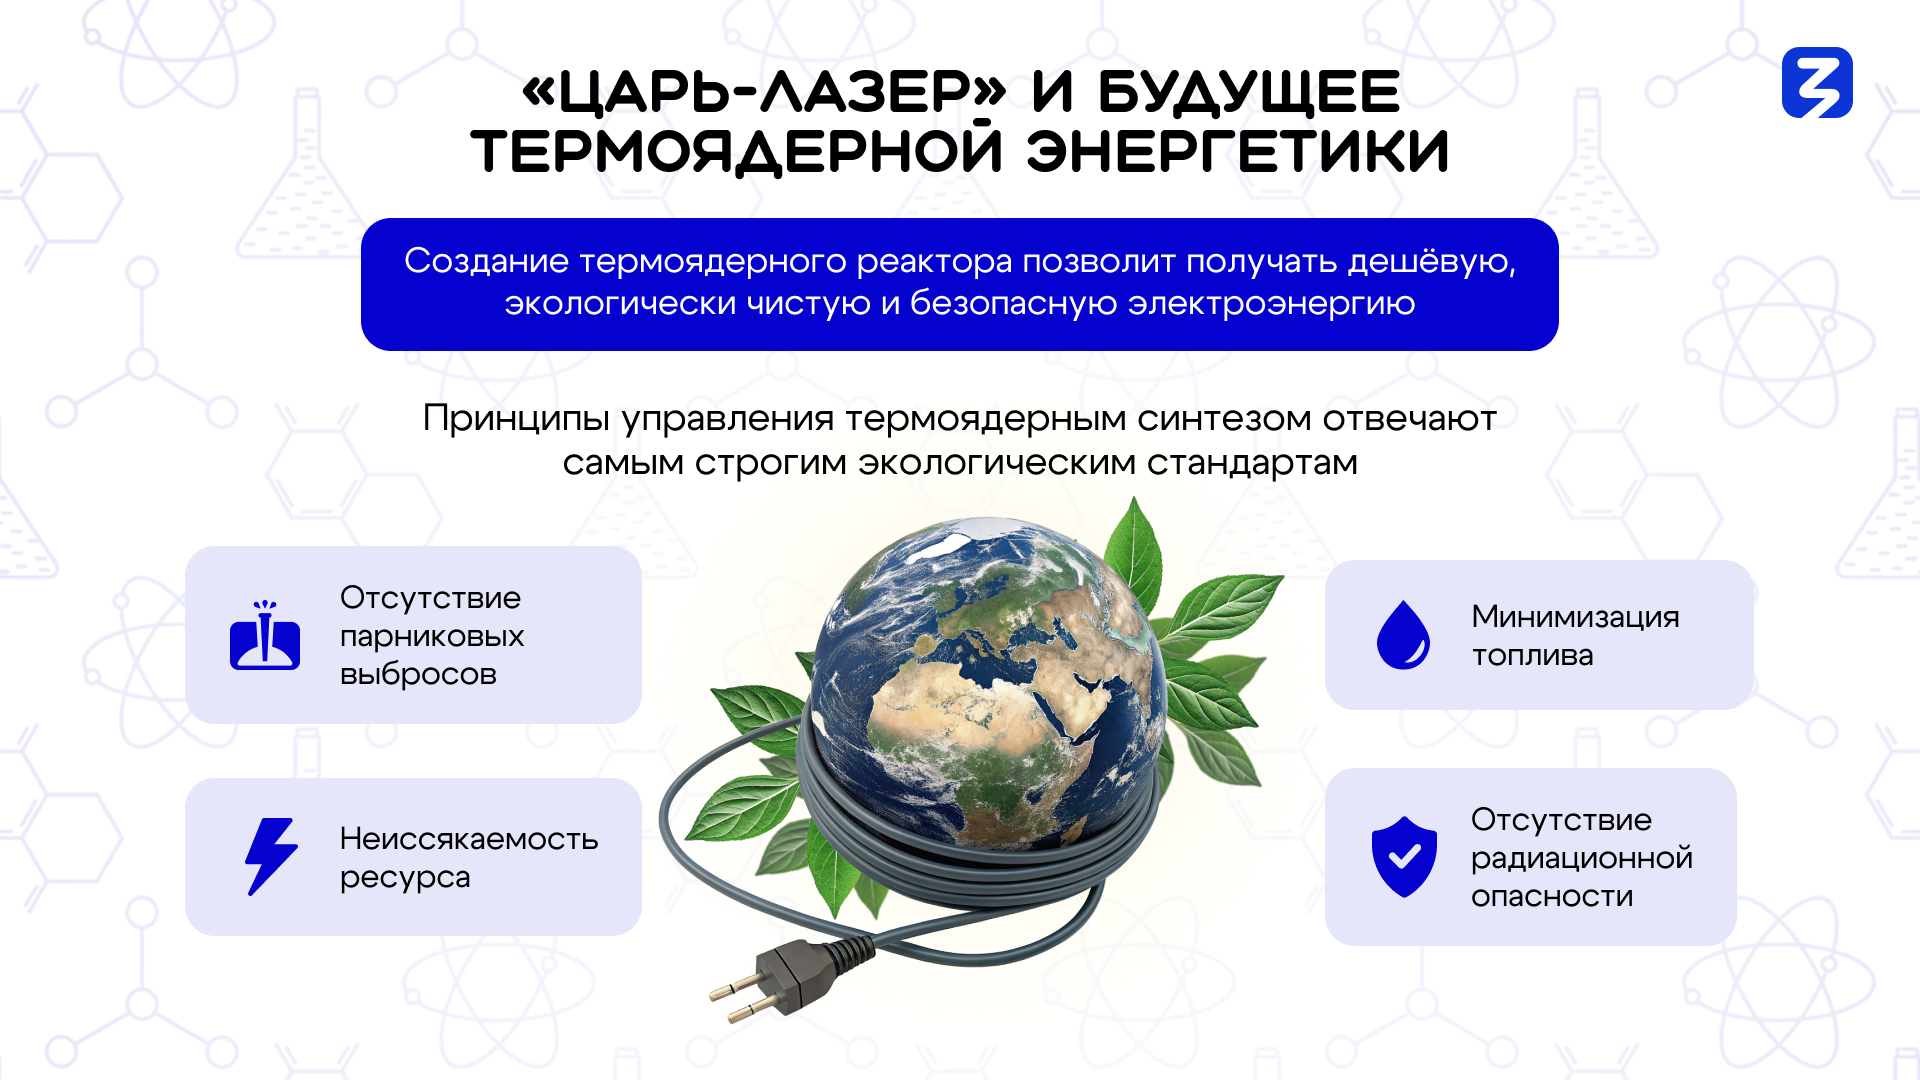 «ЦАРЬ-ЛАЗЕР» И БУДУЩЕЕ
ТЕРМОЯДЕРНОЙ ЭНЕРГЕТИКИ
Создание термоядерного реактора позволит получать дешёвую,
экологически чистую и безопасную электроэнергию
Принципы управления термоядерным синтезом отвечают
самым строгим экологическим стандартам
Отсутствие
парниковых
выбросов
Неиссякаемость
ресурса
Минимизация
топлива
Отсутствие
радиационной
опасности